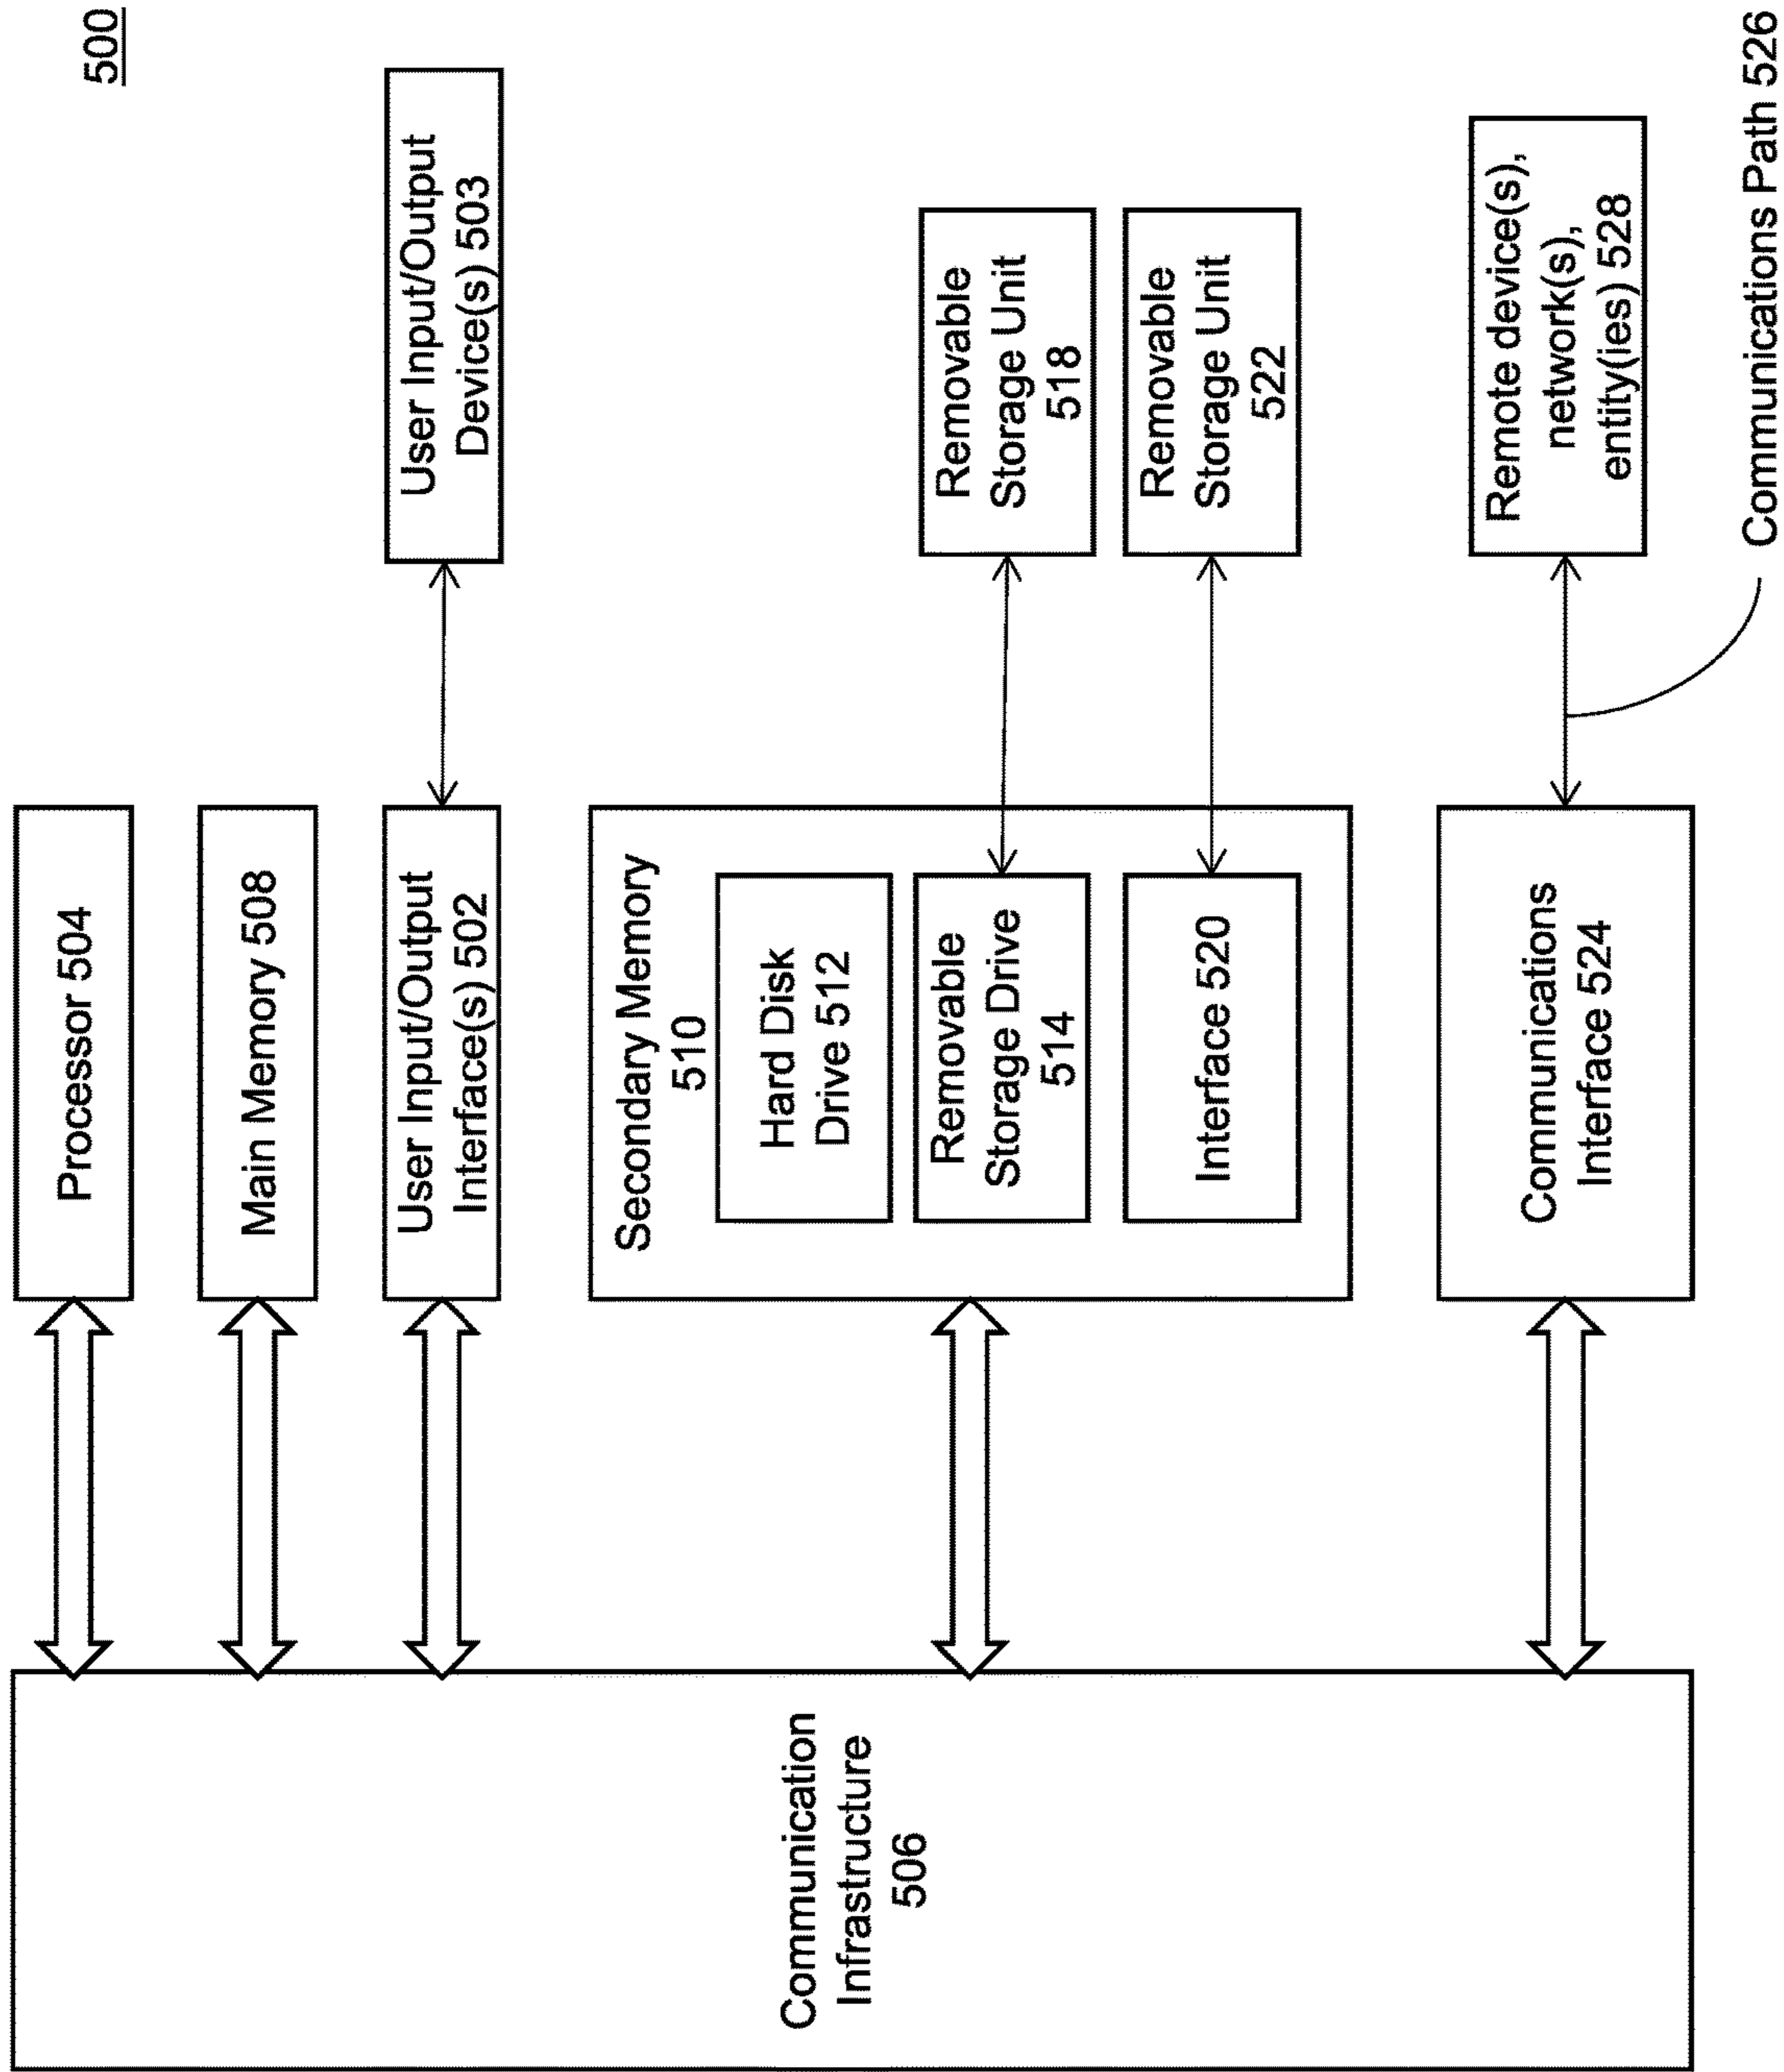 500
Processor 504
Main Memory 508
User Input/Output
Interface(s) 502
User Input/Output
Device(s) 503
Communication
Infrastructure
506
Secondary Memory
510
Hard Disk
Drive 512
Removable
Storage Drive
514
Removable
Storage Unit
518
Interface 520
Removable
Storage Unit
522
Communications
Interface 524
Remote device(s),
network(s),
entity(ies) 528
Communications Path 526